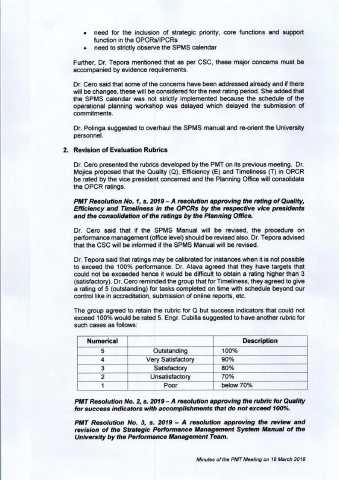 • need for the inclusion of strategic priority, core functions and support
function in the OPCRs/IPCRs
• need to strictly observe the SPMS calendar
Further, Dr. Tepora mentioned that as per CSC, these major concerns must be
accompanied by evidence requirements.
Dr. Cero said that some of the concerns have been addressed already and if there
will be changes, these will be considered for the next rating period. She added that
the SPMS calendar was not strictly implemented because the schedule of the
operational planning workshop was delayed which delayed the submission of
commitments.
Dr. Polinga suggested to overhaul the SPMS manual and re-orient the University
personnel.
2. Revision of Evaluation Rubrics
Dr. Cero presented the rubrics developed by the PMT on its previous meeting. Dr.
Mojica proposed that the Quality (Q), Efficiency (E) and Timeliness (T) in OPCR
be rated by the vice president concerned and the Planning Office will consolidate
the OPCR ratings.
PMT Resolution No. 1, s. 2019 – A resolution approving the rating of Quality,
Efficiency and Timeliness in the OPCRs by the respective vice presidents
and the consolidation of the ratings by the Planning Office.
Dr. Cero said that if the SPMS Manual will be revised, the procedure on
performance management (office level) should be revised also. Dr. Tepora advised
that the CSC will be informed if the SPMS Manual will be revised.
Dr. Tepora said that ratings may be calibrated for instances when it is not possible
to exceed the 100% performance. Dr. Alava agreed that they have targets that
could not be exceeded hence it would be difficult to obtain a rating higher than 3
(satisfactory). Dr. Cero reminded the group that for Timeliness, they agreed to give
a rating of 5 (outstanding) for tasks completed on time with schedule beyond our
control like in accreditation, submission of online reports, etc.
The group agreed to retain the rubric for Q but success indicators that could not
exceed 100% would be rated 5. Engr. Cubilla suggested to have another rubric for
such cases as follows:
Numerical Description
5 Outstanding 100%
4 Very Satisfactory 90%
3 Satisfactory 80%
2 Unsatisfactory 70%
1 Poor below 70%
PMT Resolution No. 2, s. 2019 – A resolution approving the rubric for Quality
for success indicators with accomplishments that do not exceed 100%.
PMT Resolution No. 3, s. 2019 – A resolution approving the review and
revision of the Strategic Performance Management System Manual of the
University by the Performance Management Team.
Minutes of the PMT Meeting on 18 March 2019